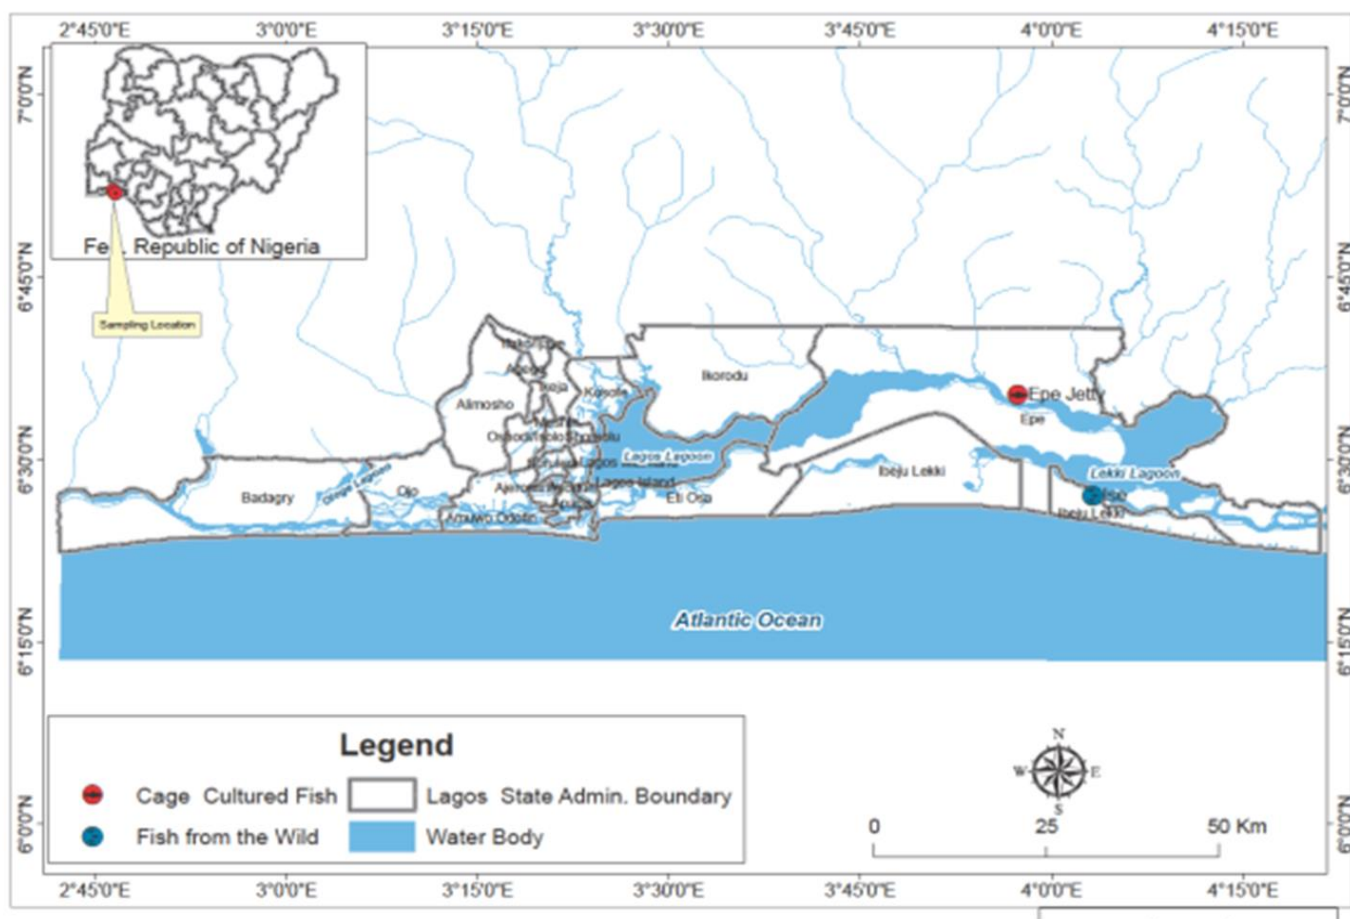 2°45'0"E 3°0'0"E 3°15'0"E 3°30'0"E 3°45'0"E 4°0'0"E 4°15'0"E
7°0'0"N
7°0'0"N
Republic of Nigeria
6°45'0"N
6°45'0"N
Sampling Location
Ikeja
Kosofe
Ikorodu
Alimosho
Epe Jetty
Epe
Lagos Lagoon
6°30'0"N
6°30'0"N
Ibeju Lekki
Lekki Lagoon
Badagry
Ojo
Lagos Island
Eti Osa
Ise
Ibeju Lekki
Amuwo Odofin
Atlantic Ocean
6°15'0"N
6°15'0"N
Legend
Cage Cultured Fish
Lagos State Admin. Boundary
Fish from the Wild
Water Body
N
W E
S
0 25 50 Km
6°0'0"N
6°0'0"N
2°45'0"E 3°0'0"E 3°15'0"E 3°30'0"E 3°45'0"E 4°0'0"E 4°15'0"E